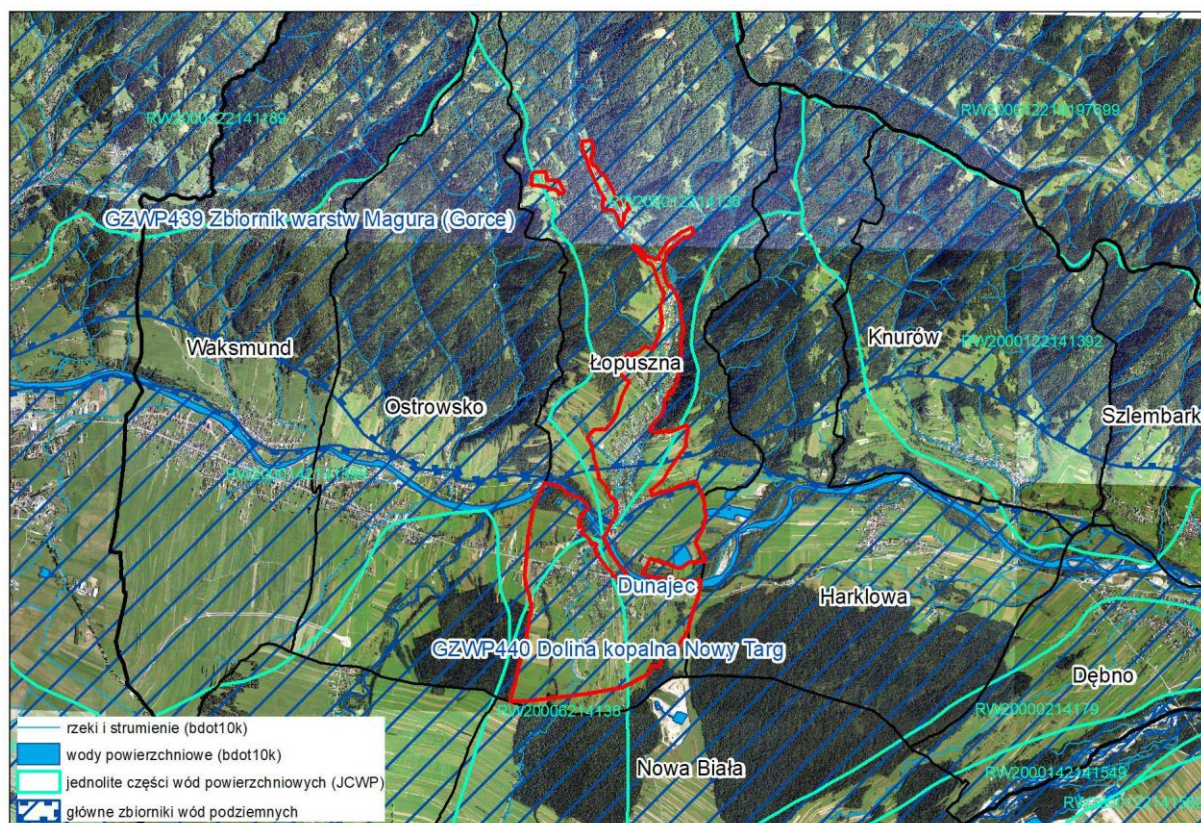 RW2000122141189
RW200012214197699
GZWP439 Zbiornik warstw Magura (Gorce)
Waksmund
Ostrowsko
Łopuszna
Knurów
RW2000122141392
Szlembark
Dunajec
Harklowa
GZWP440 Dolina kopalna Nowy Targ
Dębno
RW20006214138
RW20000214179
Nowa Biała
RW2000142141549
rzeki i strumienie (bdot10k)
wody powierzchniowe (bdot10k)
jednolite części wód powierzchniowych (JCWP)
główne zbiorniki wód podziemnych